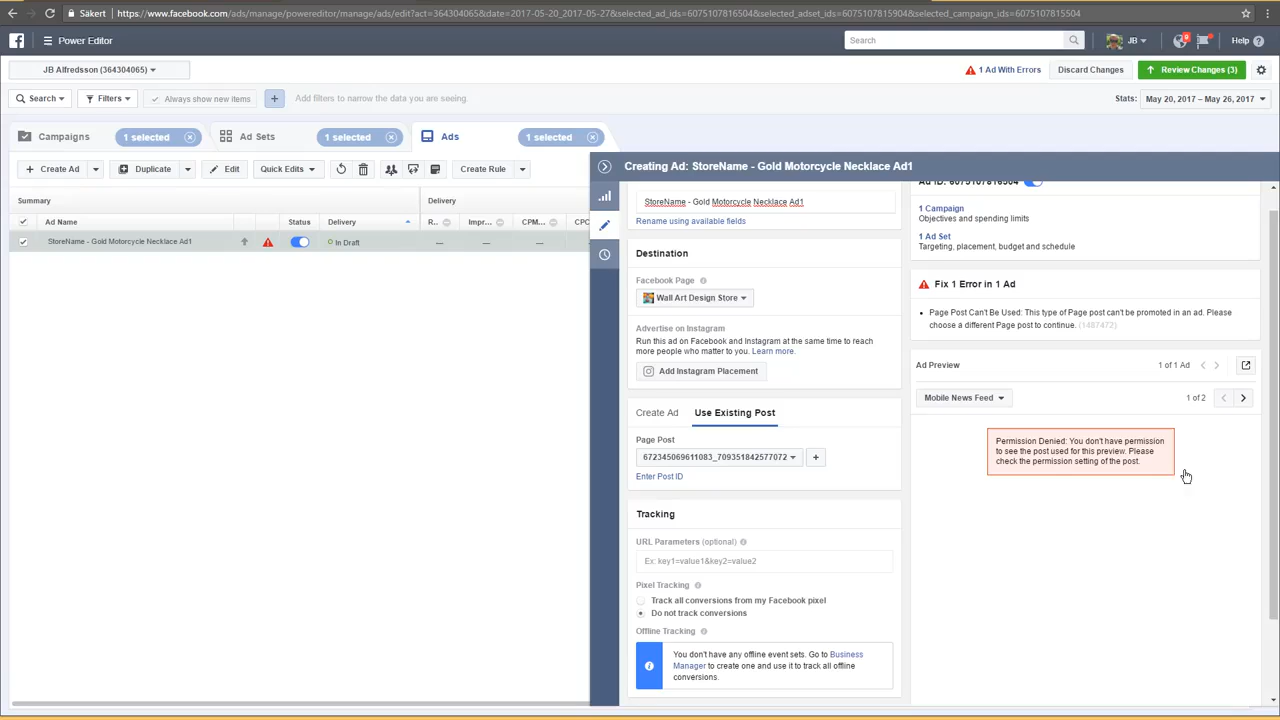 Säkert
https://www.facebook.com/ads/manage/powereditor/manage/ads/edit?act=364304065&date=2017-05-20_2017-05-27&selected_ad_ids=6075107815504&selected_adset_ids=6075107815904&selected_campaign_ids=6075107815504
Power Editor
Search
JB
9
Help
JB Alfredsson (364304065)
1 Ad With Errors
Discard Changes
Review Changes (3)
Search
Filters
Always show new items
Add filters to narrow the data you are seeing.
Stats:
May 20, 2017 – May 26, 2017
Campaigns
1 selected
Ad Sets
1 selected
Ads
1 selected
Create Ad
Duplicate
Edit
Quick Edits
Create Rule
Summary
Delivery
Ad Name
Status
Delivery
R..
Impr...
CPM...
CPC
StoreName - Gold Motorcycle Necklace Ad1
In Draft
Creating Ad: StoreName - Gold Motorcycle Necklace Ad1
StoreName - Gold Motorcycle Necklace Ad1
Rename using available fields
Destination
Facebook Page
Wall Art Design Store
Advertise on Instagram
Run this ad on Facebook and Instagram at the same time to reach
more people who matter to you. Learn more.
Add Instagram Placement
Create Ad
Use Existing Post
Page Post
672345069611083_709351842577072
Enter Post ID
Tracking
URL Parameters (optional)
Ex: key1=value1&key2=value2
Pixel Tracking
Track all conversions from my Facebook pixel
Do not track conversions
Offline Tracking
You don't have any offline event sets. Go to Business
Manager to create one and use it to track all offline
conversions.
Ad ID: 6075107816504
1 Campaign
Objectives and spending limits
1 Ad Set
Targeting, placement, budget and schedule
Fix 1 Error in 1 Ad
Page Post Can't Be Used: This type of Page post can't be promoted in an ad. Please
choose a different Page post to continue. (1487472)
Ad Preview
1 of 1 Ad
Mobile News Feed
1 of 2
Permission Denied: You don't have permission
to see the post used for this preview. Please
check the permission setting of the post.